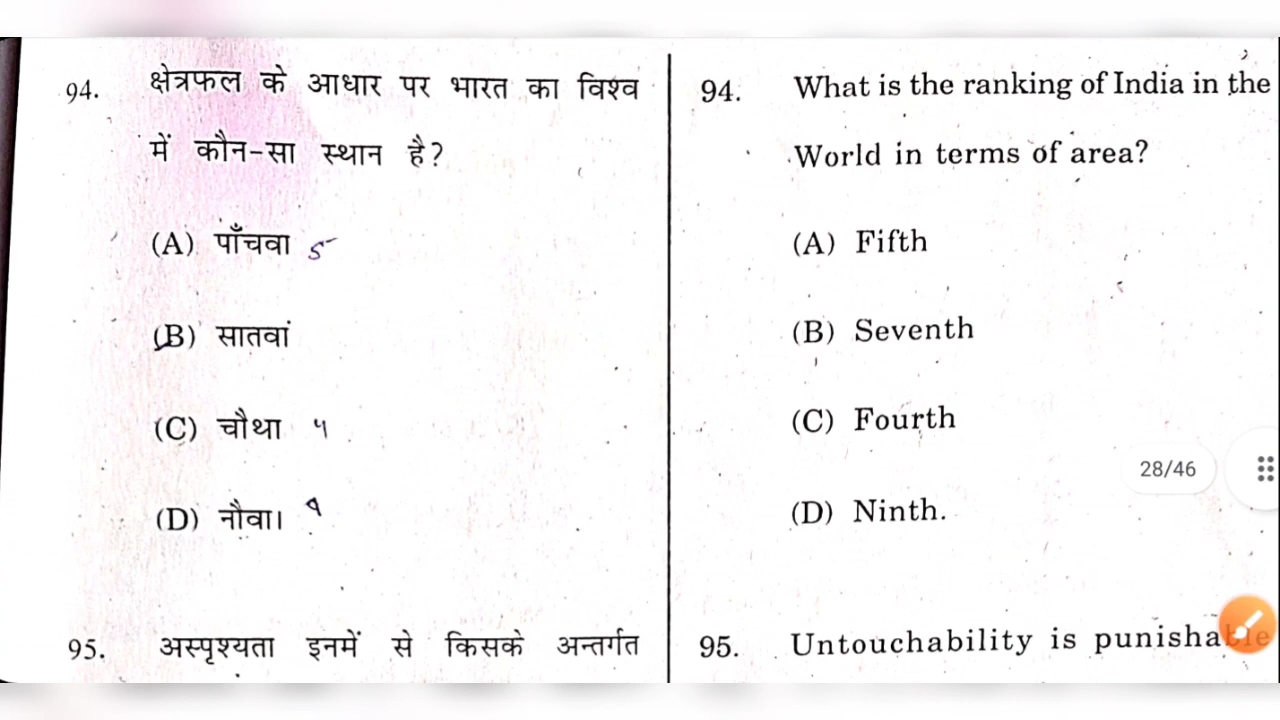 94. क्षेत्रफल के आधार पर भारत का विश्व
में कौन-सा स्थान है?
(A) पाँचवा 5
(B) सातवां
(C) चौथा 4
(D) नौवा। 9
95. अस्पृश्यता इनमें से किसके अन्तर्गत
94. What is the ranking of India in the
World in terms of area?
(A) Fifth
(B) Seventh
(C) Fourth
(D) Ninth.
28/46
95. Untouchability is punishable